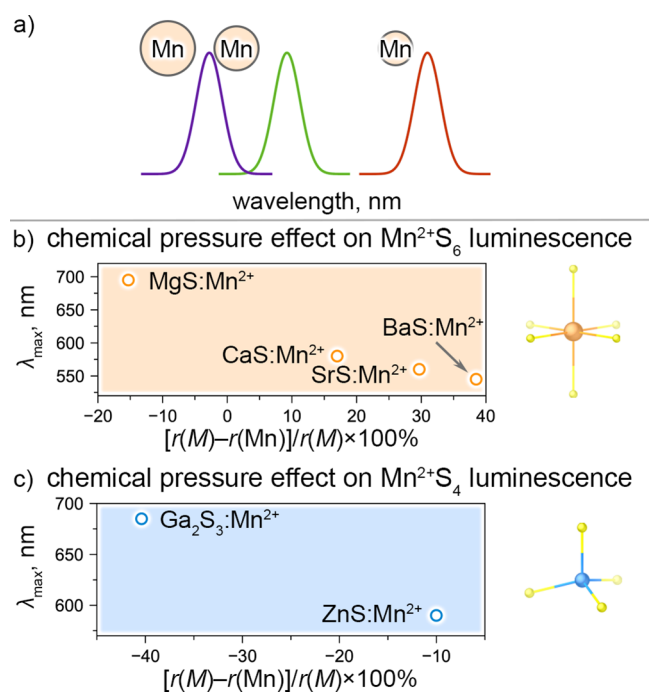 a)
Mn Mn Mn
wavelength, nm
b) chemical pressure effect on Mn²⁺S₆ luminescence
λmax, nm
700
650
600
550
MgS:Mn²⁺
BaS:Mn²⁺
CaS:Mn²⁺
SrS:Mn²⁺
−20 −10 0 10 20 30 40
[r(M)–r(Mn)]/r(M)×100%
c) chemical pressure effect on Mn²⁺S₄ luminescence
λmax, nm
700
650
600
Ga₂S₃:Mn²⁺
ZnS:Mn²⁺
−40 −30 −20 −10
[r(M)–r(Mn)]/r(M)×100%